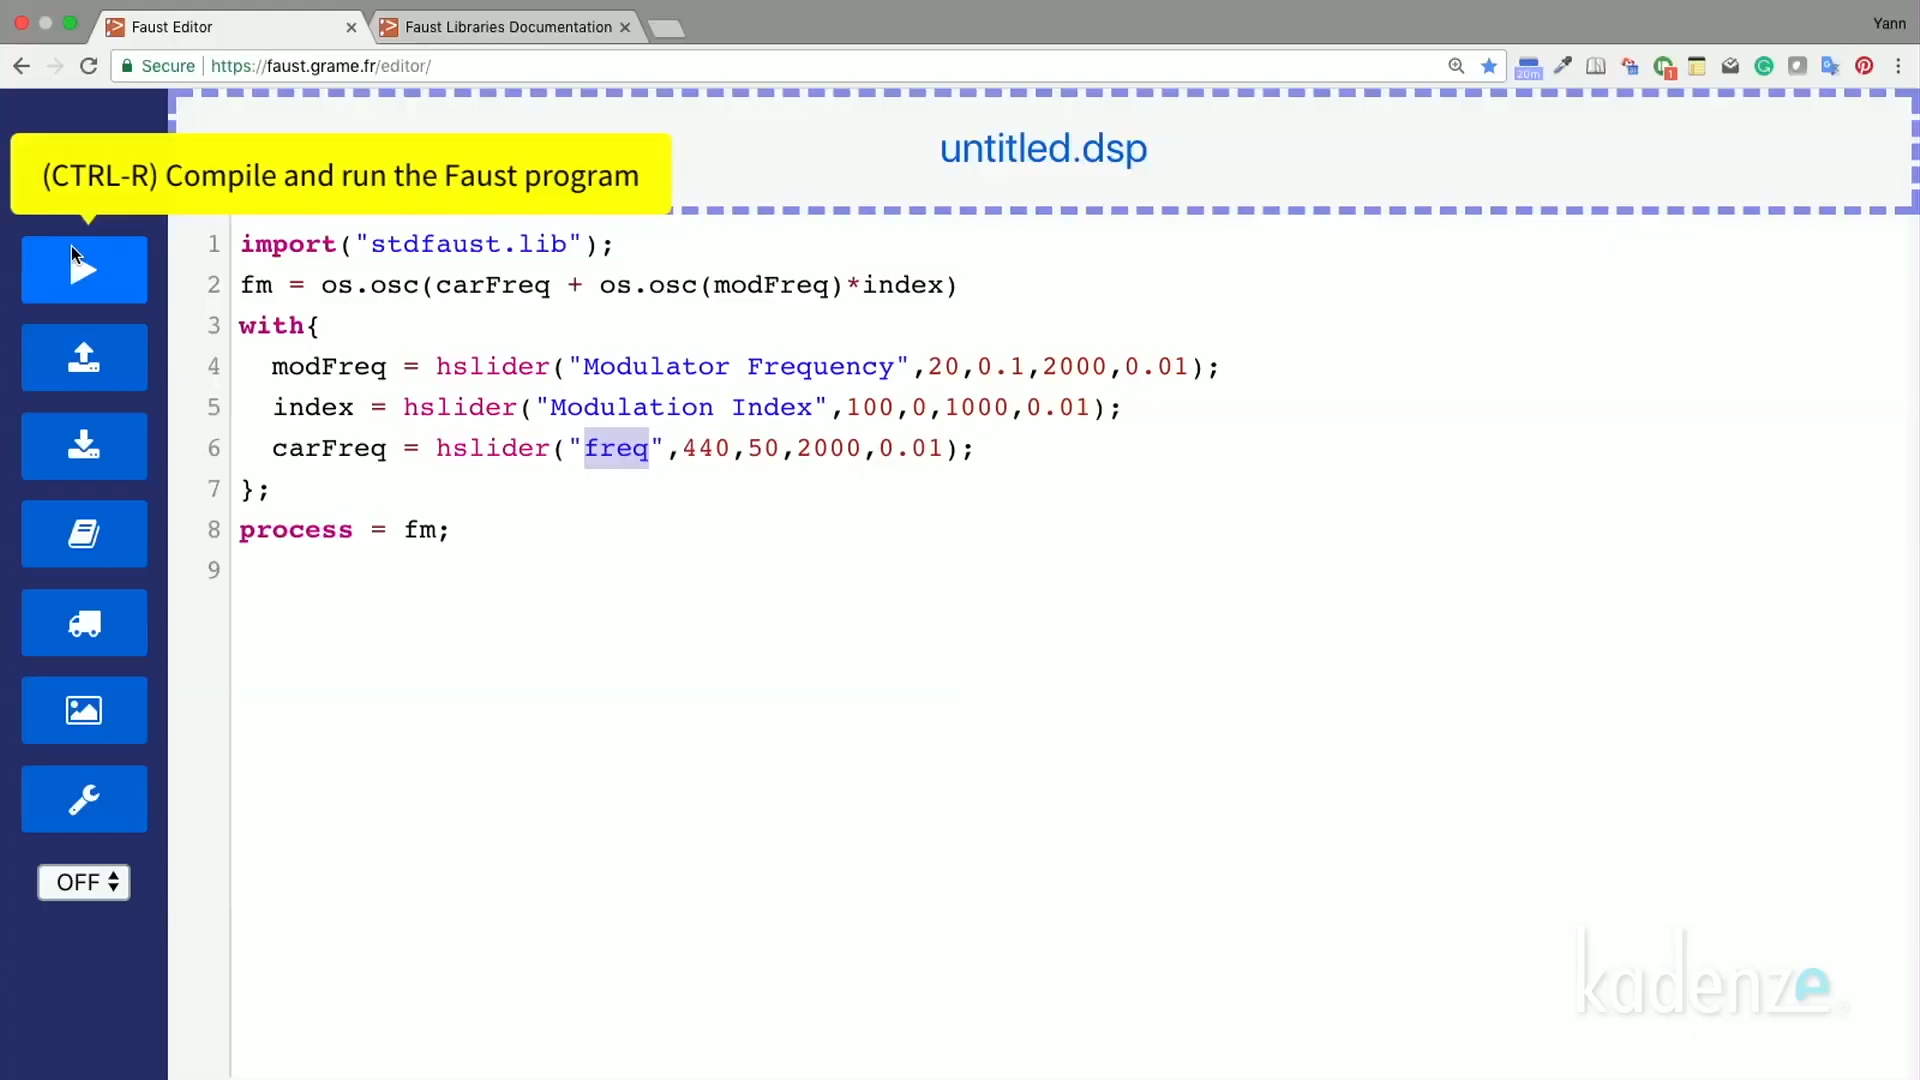 Yann
Faust Editor
Faust Libraries Documentation
Secure
https://faust.grame.fr/editor/
20m
1
untitled.dsp
(CTRL-R) Compile and run the Faust program
1 import("stdfaust.lib");
2 fm = os.osc(carFreq + os.osc(modFreq)*index)
3 with{
4 modFreq = hslider("Modulator Frequency",20,0.1,2000,0.01);
5 index = hslider("Modulation Index",100,0,1000,0.01);
6 carFreq = hslider("freq",440,50,2000,0.01);
7 };
8 process = fm;
9
OFF
kadenze